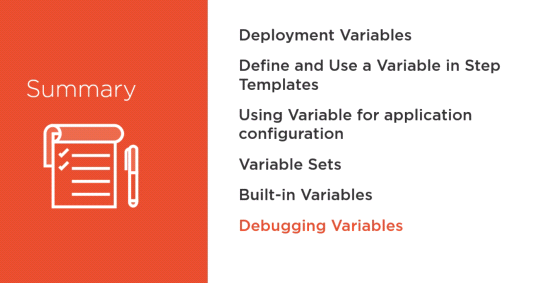 Summary
Deployment Variables
Define and Use a Variable in Step
Templates
Using Variable for application
configuration
Variable Sets
Built-in Variables
Debugging Variables